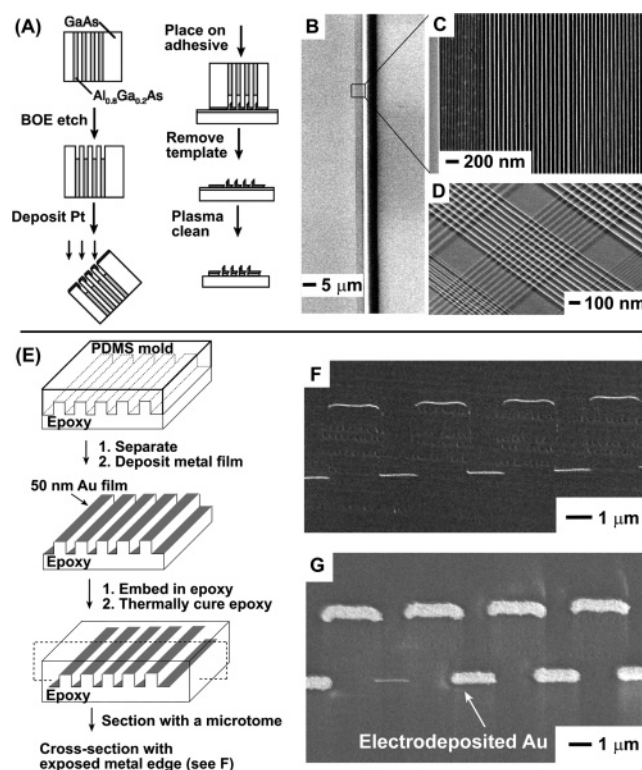 (A)
GaAs
Al0.8Ga0.2As
BOE etch
Deposit Pt
Place on
adhesive
Remove
template
Plasma
clean
B
5 μm
C
200 nm
D
100 nm
(E)
PDMS mold
Epoxy
1. Separate
2. Deposit metal film
50 nm Au film
Epoxy
1. Embed in epoxy
2. Thermally cure epoxy
Epoxy
Section with a microtome
Cross-section with
exposed metal edge (see F)
F
1 μm
G
Electrodeposited Au
1 μm